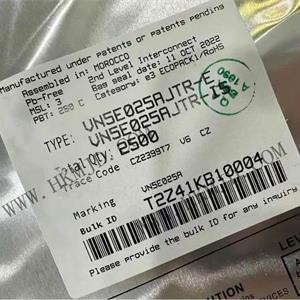 Manufactured under patents or patents pending
Assembled in: MOROCCO
Pb-free 2nd Level Interconnect
MSL: 3 Bag seal date: 11 OCT 2022
PBT: 250 C Category: e3 ECOPACK1/RoHS
TYPE: VN5E025AJTR-E
VN5E025AJTR-
Total Qty: 2500
Trace Code CZ2399T7 V6 CZ
Marking VN5E025A
Bulk ID T2Z41KB10004
Please provide the bulk ID for any inquiry
LEVEL